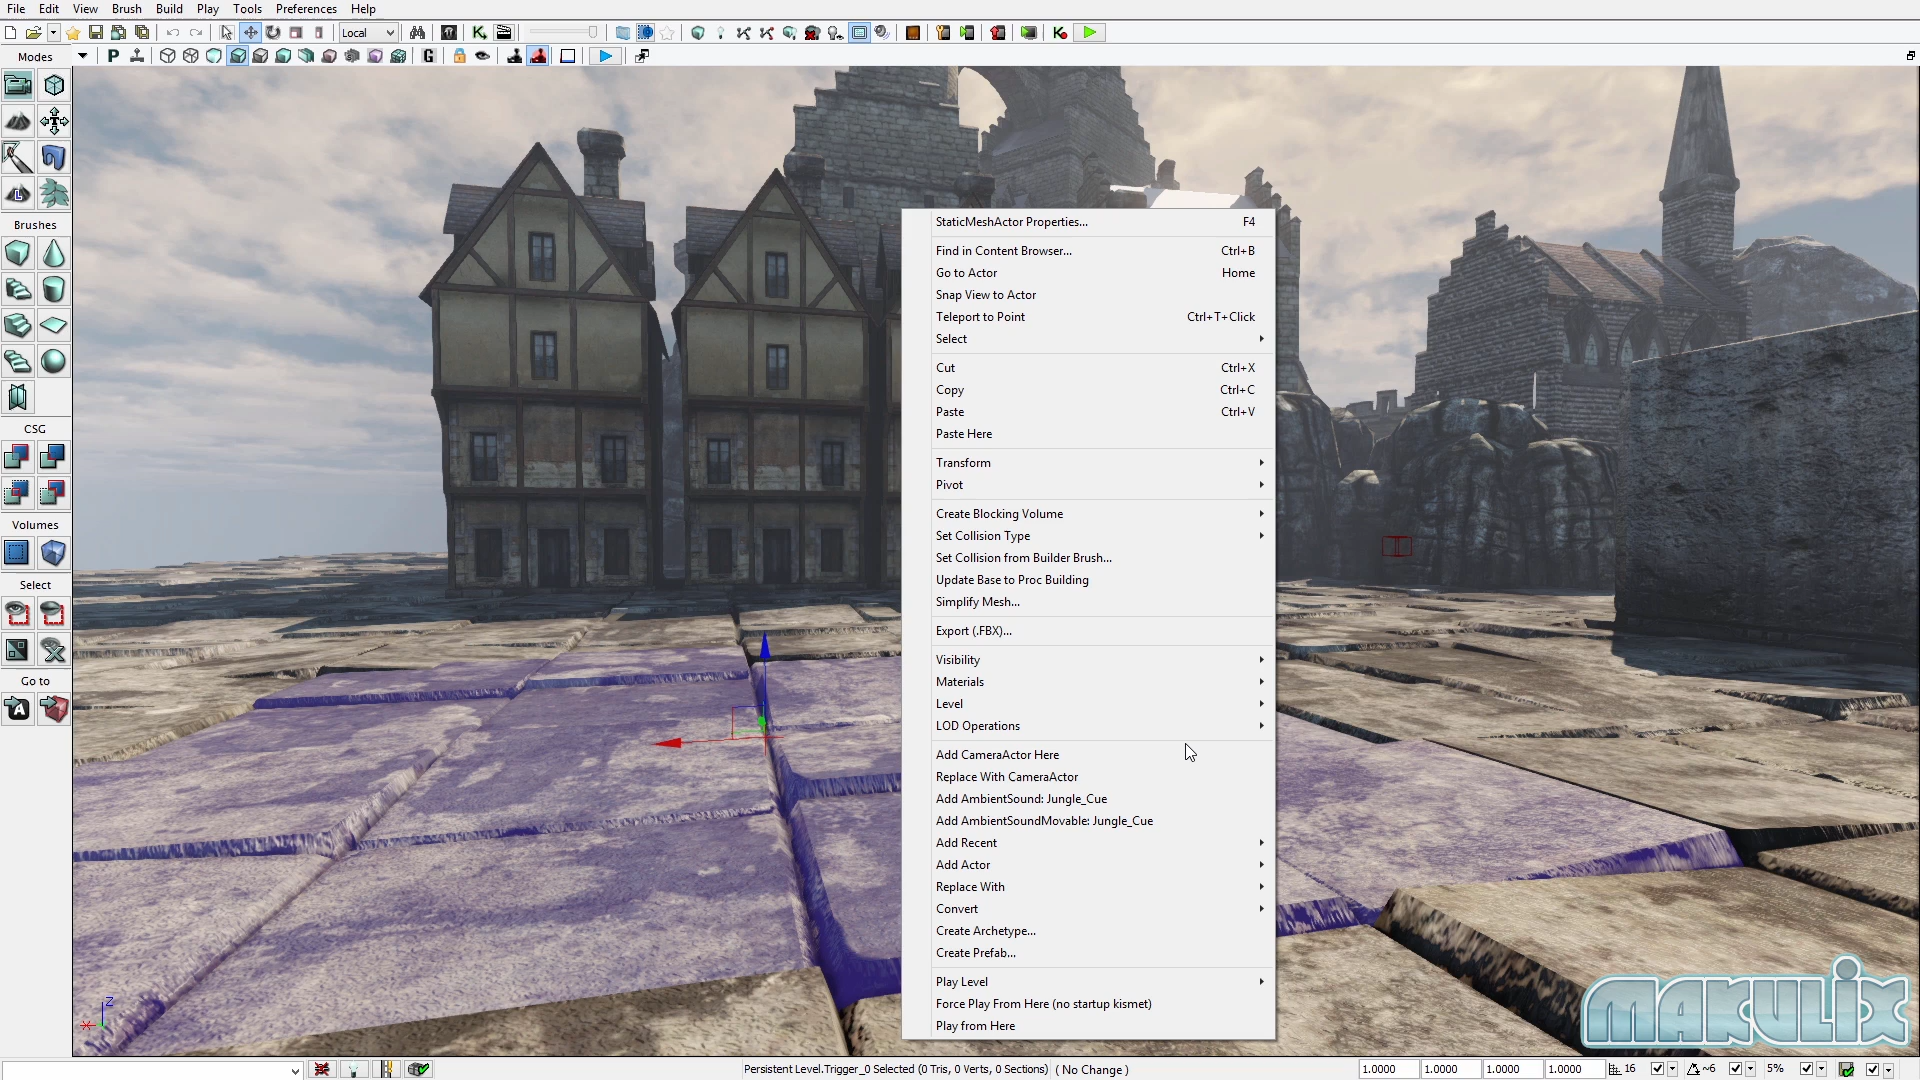 File Edit View Brush Build Play Tools Preferences Help
Local
Modes
P
G
Brushes
CSG
Volumes
Select
Go to
A
StaticMeshActor Properties... F4
Find in Content Browser... Ctrl+B
Go to Actor Home
Snap View to Actor
Teleport to Point Ctrl+T+Click
Select
Cut Ctrl+X
Copy Ctrl+C
Paste Ctrl+V
Paste Here
Transform
Pivot
Create Blocking Volume
Set Collision Type
Set Collision from Builder Brush...
Update Base to Proc Building
Simplify Mesh...
Export (.FBX)...
Visibility
Materials
Level
LOD Operations
Add CameraActor Here
Replace With CameraActor
Add AmbientSound: Jungle_Cue
Add AmbientSoundMovable: Jungle_Cue
Add Recent
Add Actor
Replace With
Convert
Create Archetype...
Create Prefab...
Play Level
Force Play From Here (no startup kismet)
Play from Here
Z
X
MAKULIX
Persistent Level.Trigger_0 Selected (0 Tris, 0 Verts, 0 Sections) ( No Change ) 1.0000 1.0000 1.0000 1.0000 16 ~6 5%